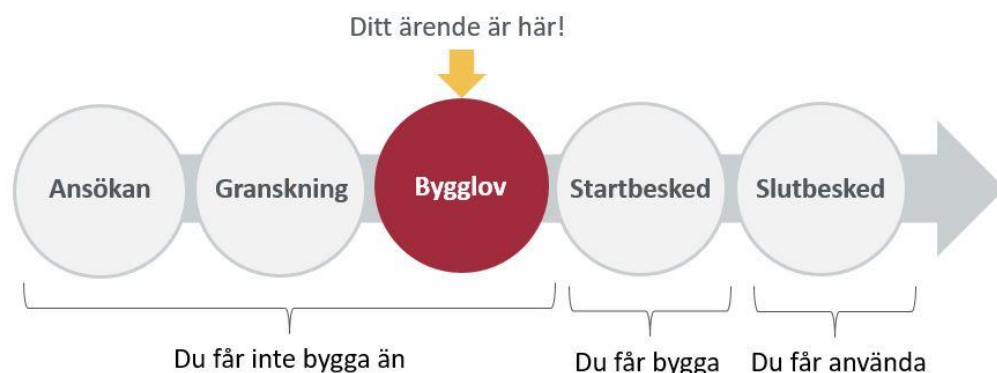 Ditt ärende är här!
Ansökan
Granskning
Bygglov
Startbesked
Slutbesked
Du får inte bygga än
Du får bygga
Du får använda